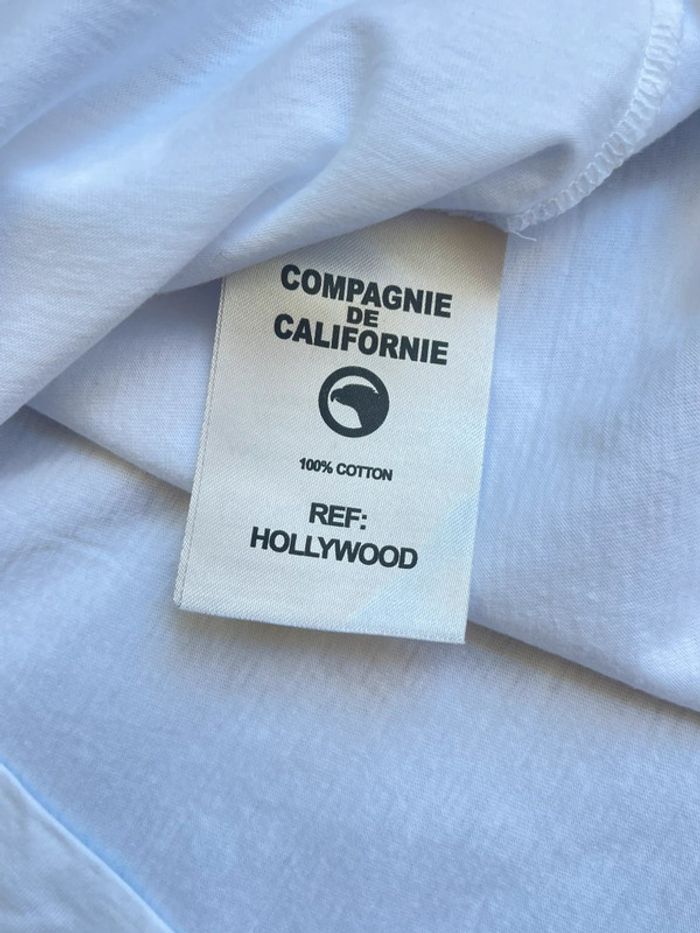 COMPAGNIE
DE
CALIFORNIE
100% COTTON
REF:
HOLLYWOOD